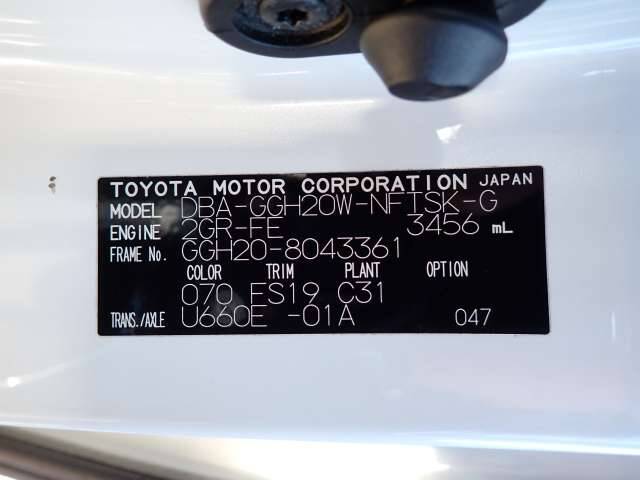 TOYOTA MOTOR CORPORATION JAPAN
MODEL DBA-GGH20W-NFTSK-G
ENGINE 2GR-FE 3456 mL
FRAME No. GGH20-8043361
COLOR TRIM PLANT OPTION
070 FS19 C31
TRANS./AXLE U660E -01A 047